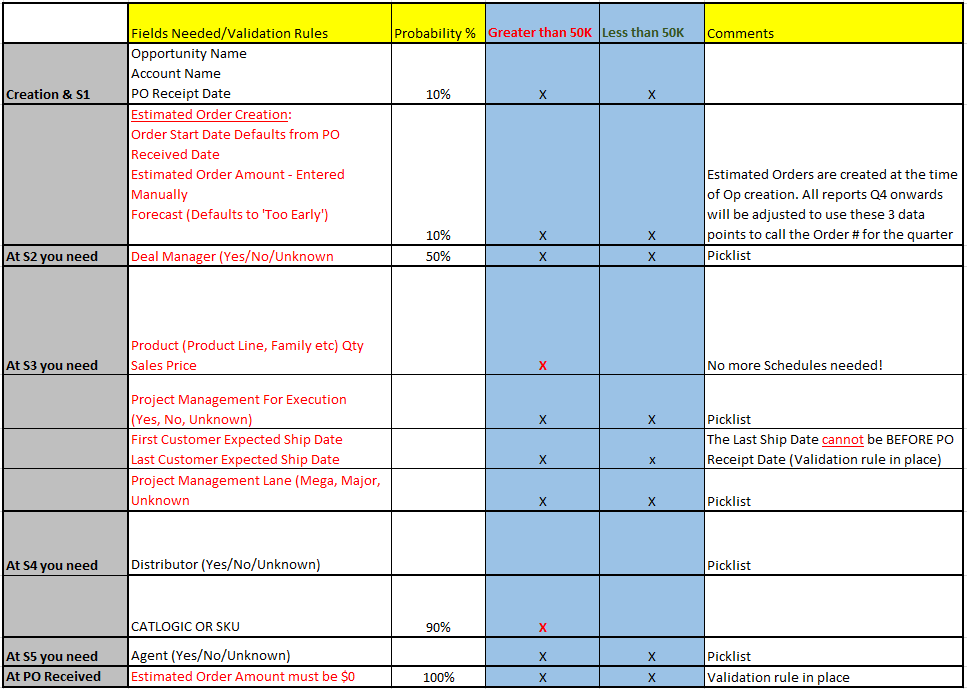 Fields Needed/Validation Rules Probability % Greater than 50K Less than 50K Comments
Opportunity Name
Account Name
Creation & S1 PO Receipt Date 10% X X
Estimated Order Creation:
Order Start Date Defaults from PO
Received Date
Estimated Order Amount - Entered Estimated Orders are created at the time
Manually of Op creation. All reports Q4 onwards
Forecast (Defaults to 'Too Early') will be adjusted to use these 3 data
10% X X points to call the Order # for the quarter
At S2 you need Deal Manager (Yes/No/Unknown 50% X X Picklist
Product (Product Line, Family etc) Qty
At S3 you need Sales Price X No more Schedules needed!
Project Management For Execution
(Yes, No, Unknown) X X Picklist
First Customer Expected Ship Date The Last Ship Date cannot be BEFORE PO
Last Customer Expected Ship Date X x Receipt Date (Validation rule in place)
Project Management Lane (Mega, Major,
Unknown X X Picklist
At S4 you need Distributor (Yes/No/Unknown) Picklist
CATLOGIC OR SKU 90% X
At S5 you need Agent (Yes/No/Unknown) X X Picklist
At PO Received Estimated Order Amount must be $0 100% X X Validation rule in place